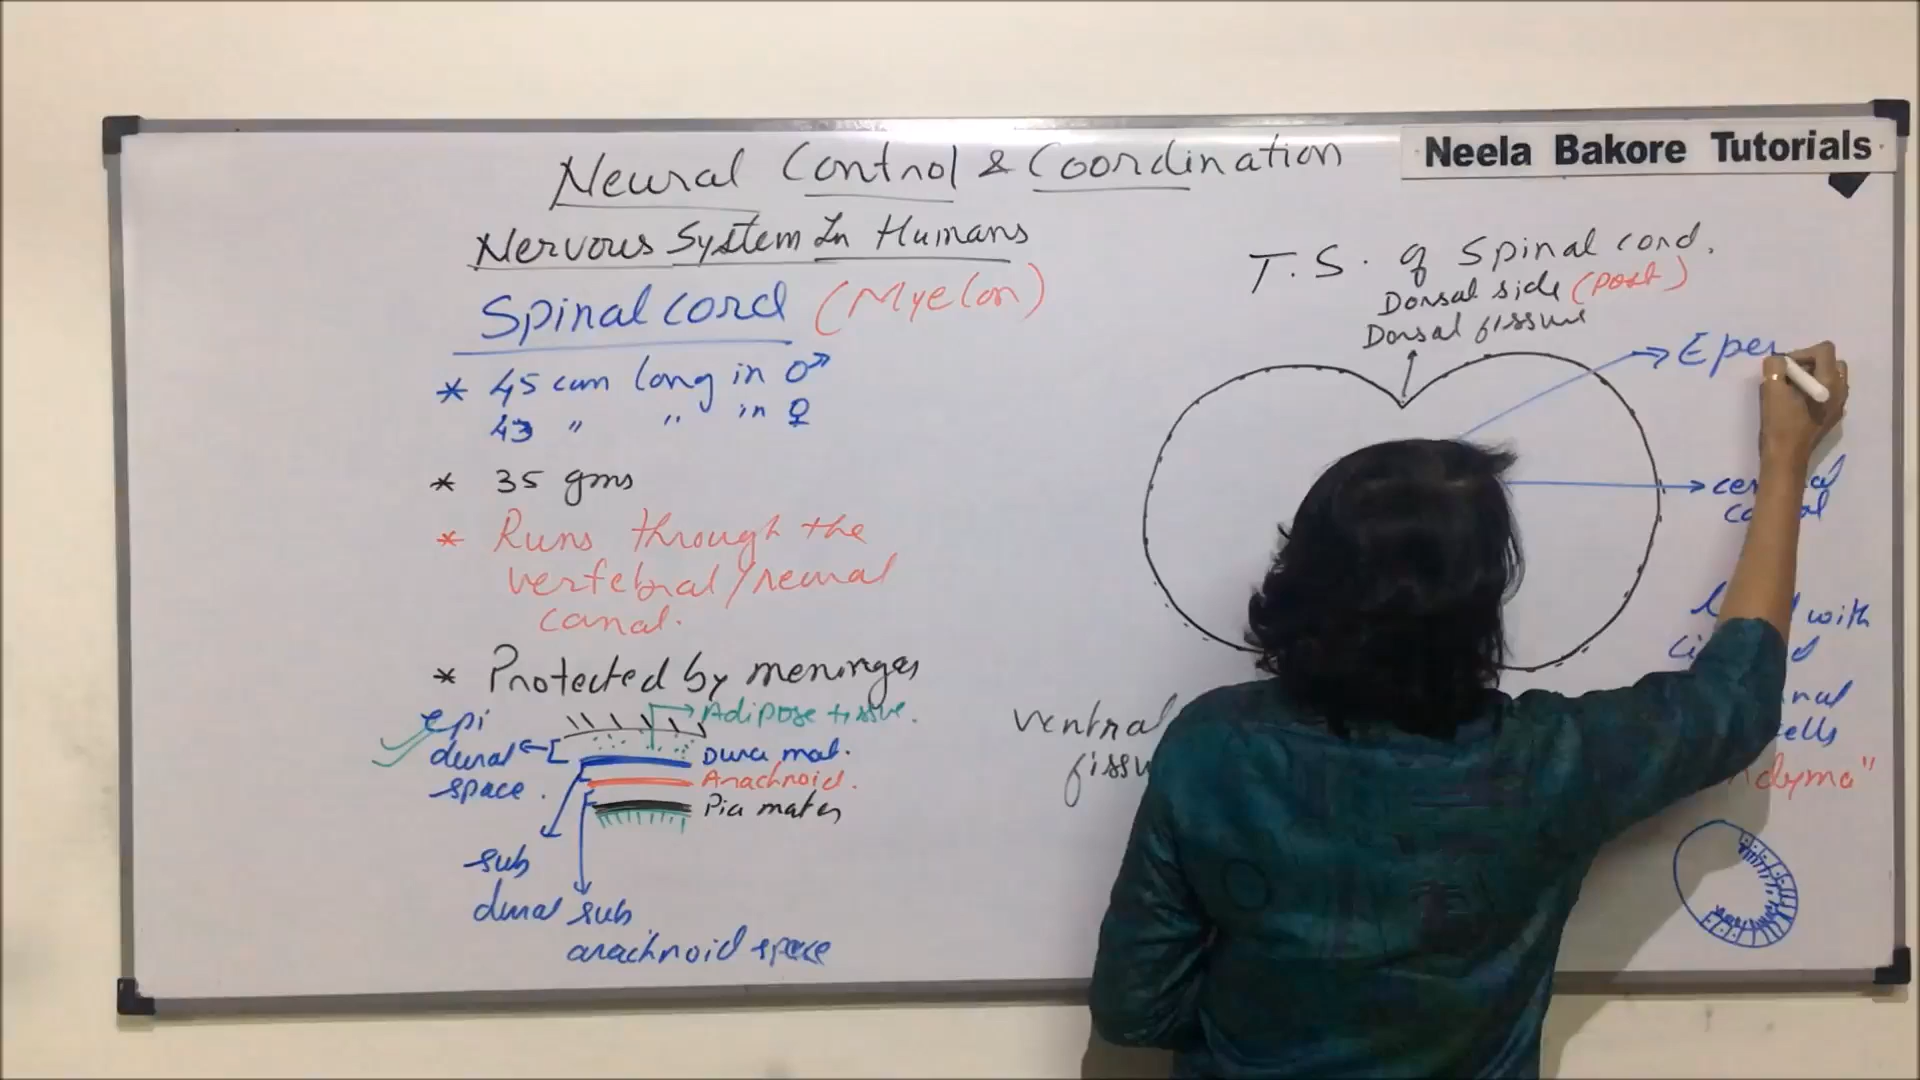 Neural Control & Coordination
Neela Bakore Tutorials
Nervous System In Humans
Spinal cord (Myelon)
* 45 cm long in ♂
43 " " in ♀
* 35 gms
* Runs through the
vertebral/neural
canal.
* Protected by meninges
Adipose tissue.
epi
dural
space.
Dura mat.
Arachnoid.
Pia mater
sub
dural
sub
arachnoid space
T.S. of Spinal cord.
Dorsal side (post)
Dorsal fissure
Epen
canal
ventral
with
"